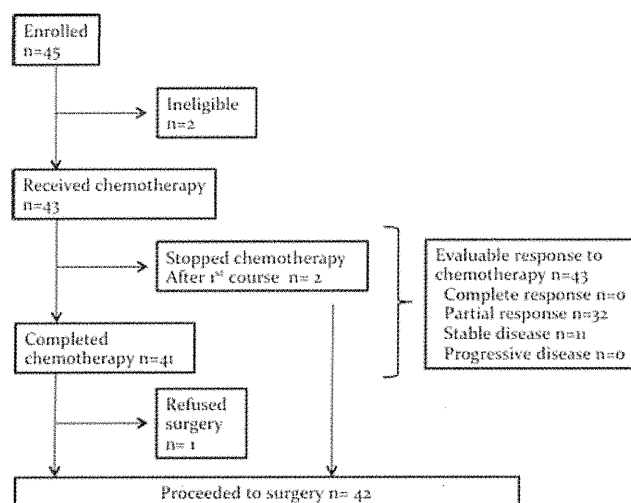 Enrolled
n=45
Ineligible
n=2
Received chemotherapy
n=43
Stopped chemotherapy
After 1st course n= 2
Evaluable response to
chemotherapy n=43
Complete response n=0
Partial response n=32
Stable disease n=11
Progressive disease n=0
Completed
chemotherapy n=41
Refused
surgery
n= 1
Proceeded to surgery n= 42